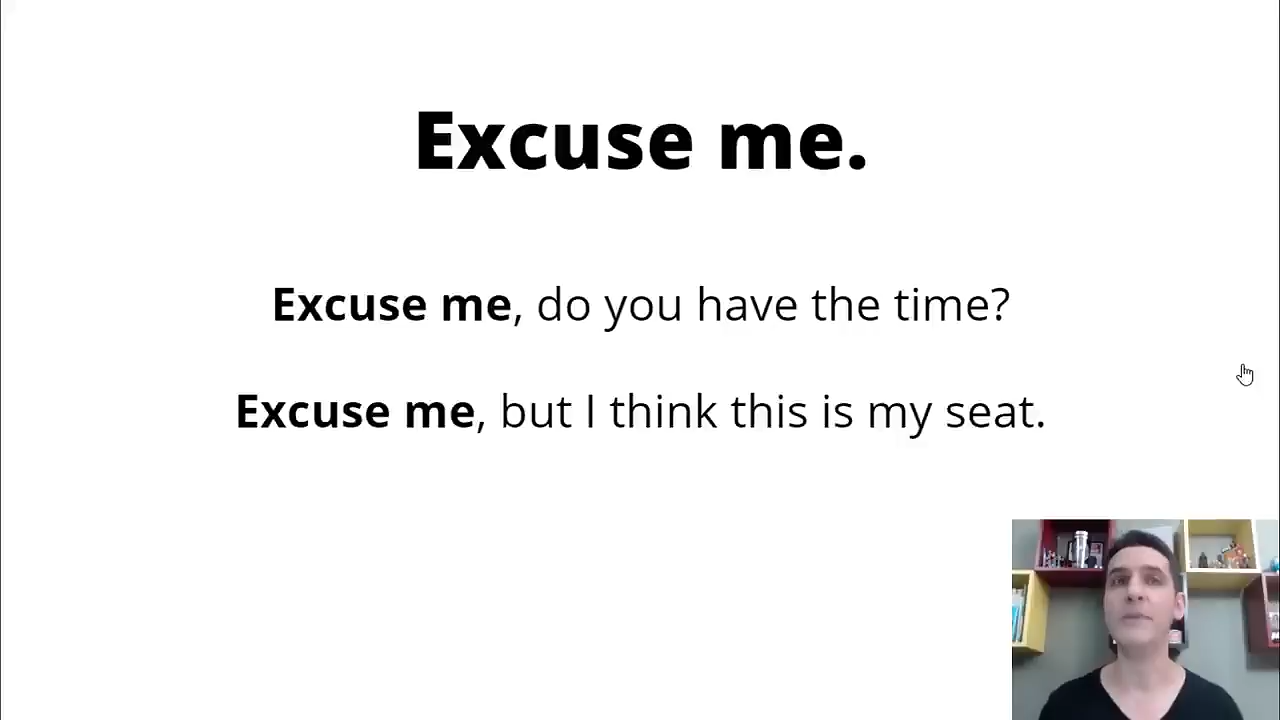 Excuse me.
Excuse me, do you have the time?
Excuse me, but I think this is my seat.